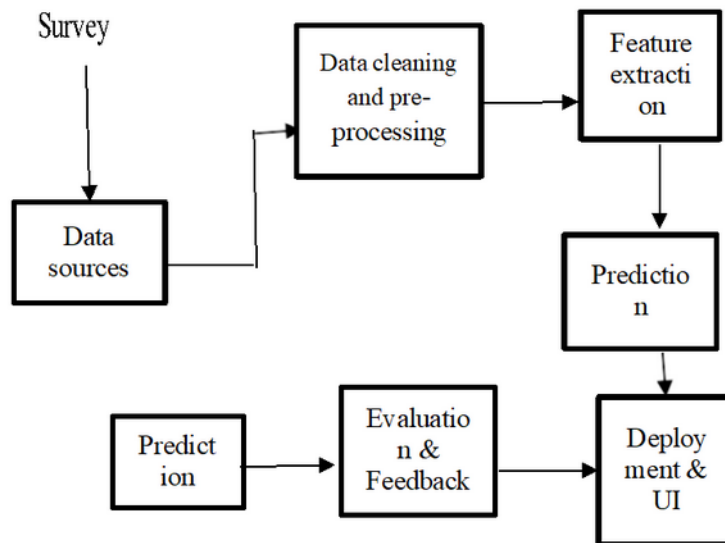 Survey
Data
sources
Data cleaning
and pre-
processing
Feature
extracti
on
Predictio
n
Predict
ion
Evaluatio
n &
Feedback
Deploy
ment &
UI